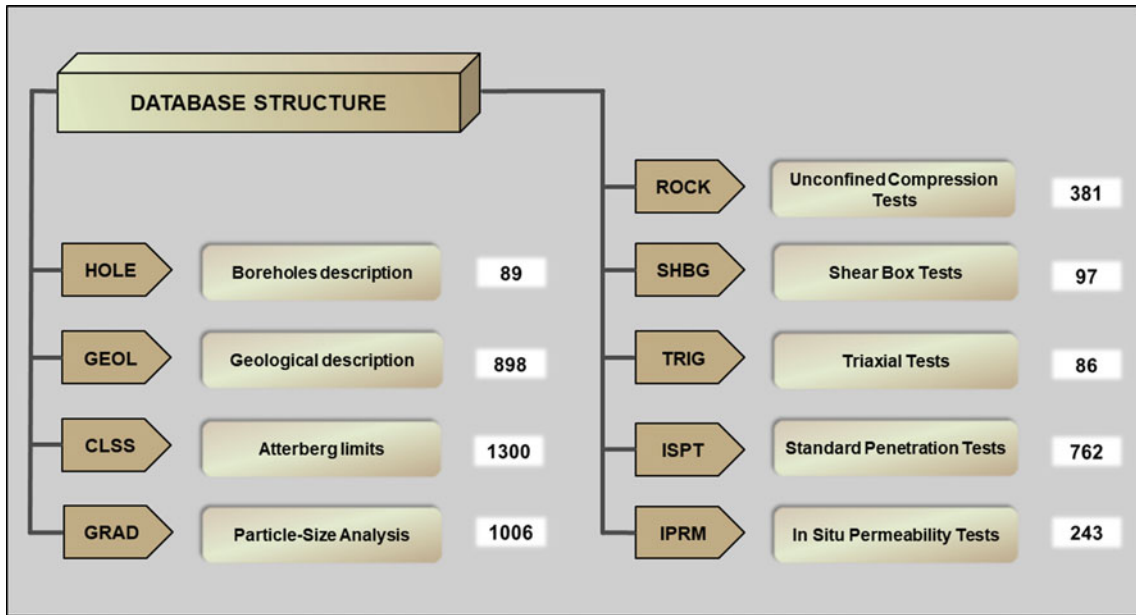 DATABASE STRUCTURE
HOLE
Boreholes description
89
GEOL
Geological description
898
CLSS
Atterberg limits
1300
GRAD
Particle-Size Analysis
1006
ROCK
Unconfined Compression
Tests
381
SHBG
Shear Box Tests
97
TRIG
Triaxial Tests
86
ISPT
Standard Penetration Tests
762
IPRM
In Situ Permeability Tests
243